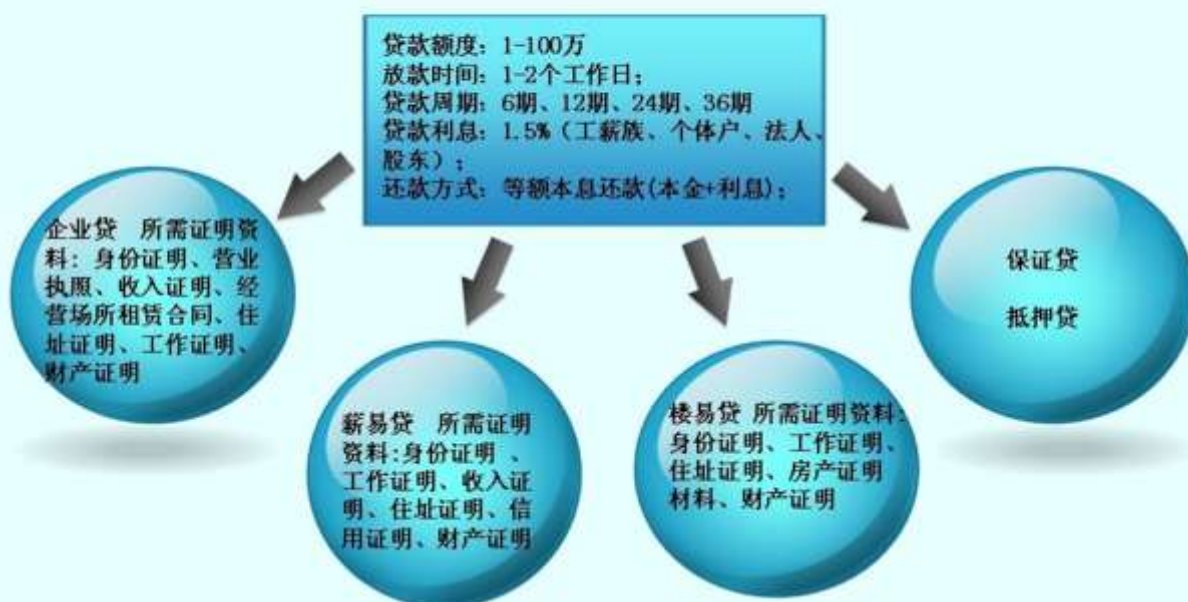 贷款额度：1-100万
放款时间：1-2个工作日；
贷款周期：6期、12期、24期、36期
贷款利息：1.5%（工薪族、个体户、法人、
股东）；
还款方式：等额本息还款(本金+利息)；
企业贷 所需证明资
料：身份证明、营业
执照、收入证明、经
营场所租赁合同、住
址证明、工作证明、
财产证明
薪易贷 所需证明
资料:身份证明 、
工作证明、收入证
明、住址证明、信
用证明、财产证明
楼易贷 所需证明资料:
身份证明、工作证明、
住址证明、房产证明
材料、财产证明
保证贷
抵押贷